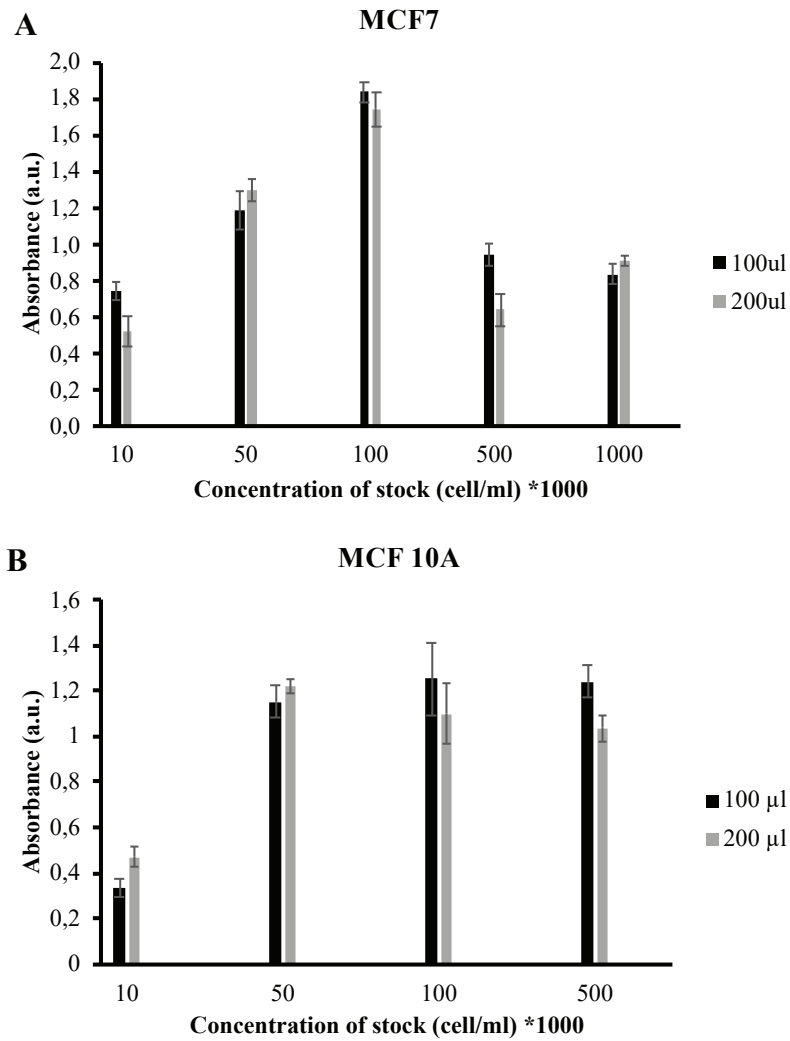 A
MCF7
Absorbance (a.u.)
2,0
1,8
1,6
1,4
1,2
1,0
0,8
0,6
0,4
0,2
0,0
10 50 100 500 1000
Concentration of stock (cell/ml) *1000
100ul
200ul
B
MCF 10A
Absorbance (a.u.)
1,6
1,4
1,2
1
0,8
0,6
0,4
0,2
0
10 50 100 500
Concentration of stock (cell/ml) *1000
100 µl
200 µl